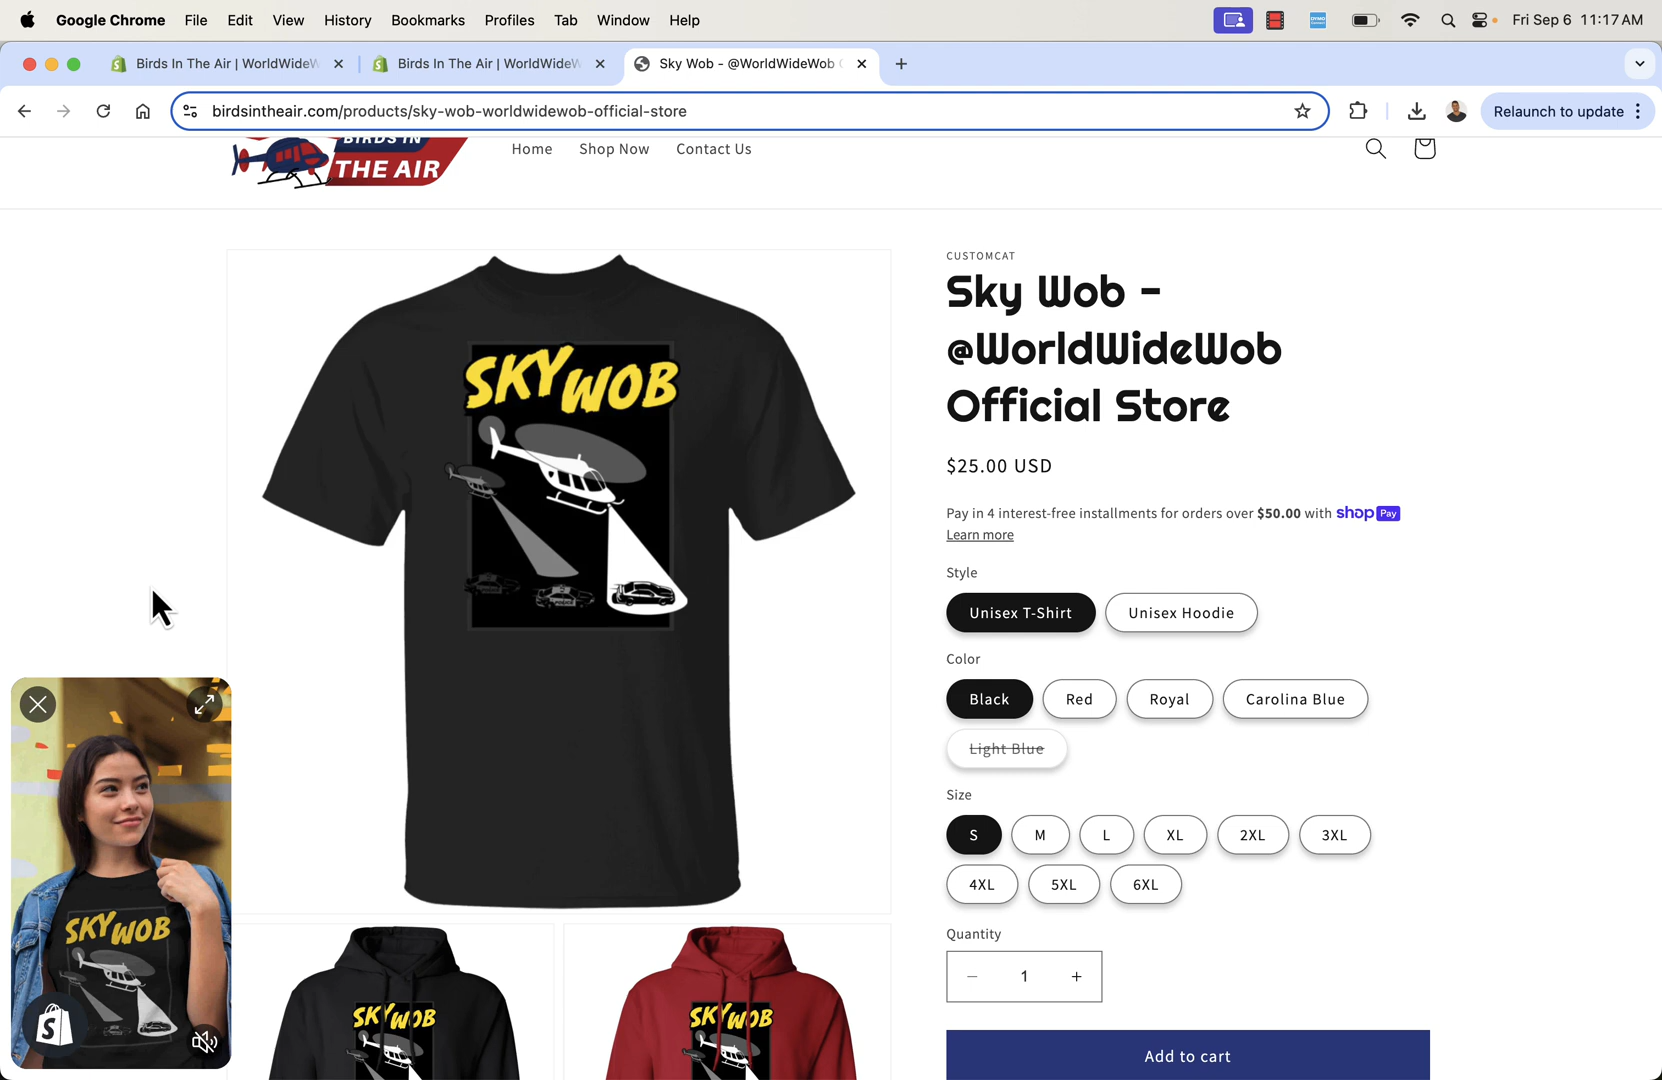 Google Chrome File Edit View History Bookmarks Profiles Tab Window Help DYMO Fri Sep 6 11:17 AM
Birds In The Air | WorldWideW Birds In The Air | WorldWideW Sky Wob - @WorldWideWob
birdsintheair.com/products/sky-wob-worldwidewob-official-store Relaunch to update
BIRDS IN
THE AIR
Home Shop Now Contact Us
CUSTOMCAT
Sky Wob -
@WorldWideWob
Official Store
$25.00 USD
Pay in 4 interest-free installments for orders over $50.00 with shop Pay
Learn more
Style
Unisex T-Shirt Unisex Hoodie
Color
Black Red Royal Carolina Blue
Light Blue
Size
S M L XL 2XL 3XL
4XL 5XL 6XL
Quantity
1
Add to cart
SKY WOB
SKY WOB
SKY WOB
SKY WOB